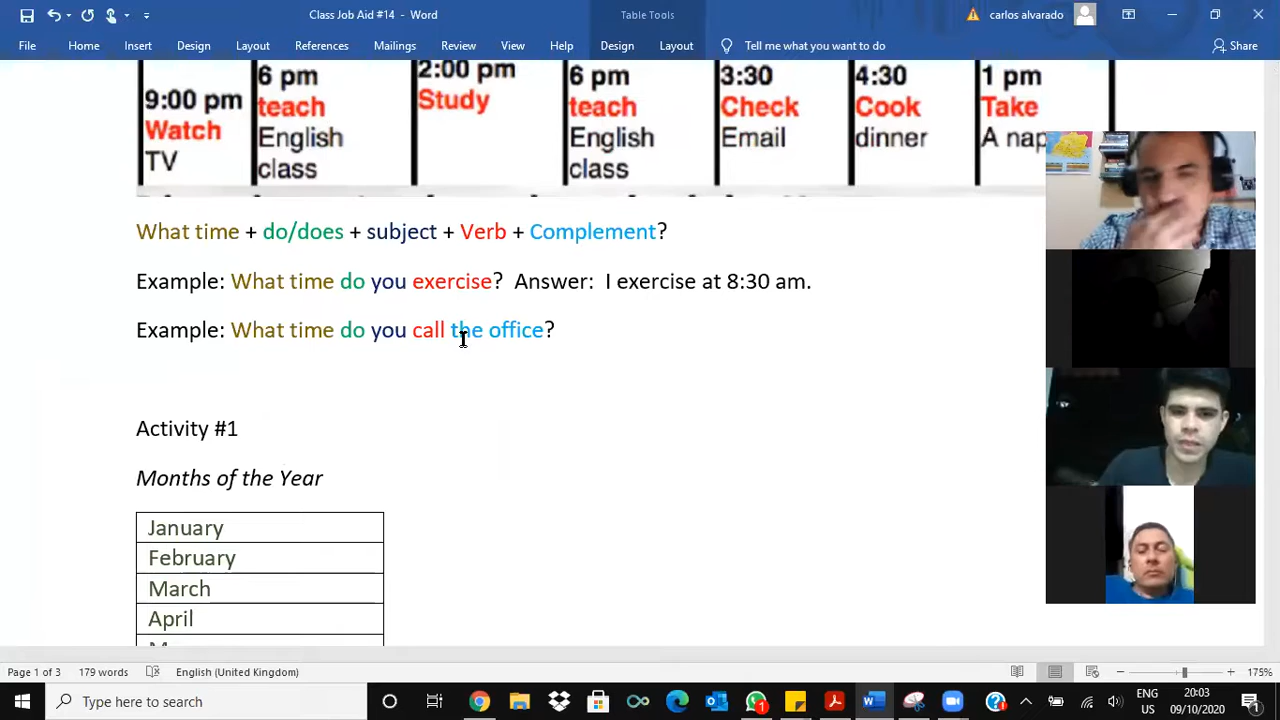 Class Job Aid #14 - Word
Table Tools
carlos alvarado
File Home Insert Design Layout References Mailings Review View Help Design Layout Tell me what you want to do Share
9:00 pm
Watch
TV
6 pm
teach
English
class
2:00 pm
Study
6 pm
teach
English
class
3:30
Check
Email
4:30
Cook
dinner
1 pm
Take
A nap
What time + do/does + subject + Verb + Complement?
Example: What time do you exercise? Answer: I exercise at 8:30 am.
Example: What time do you call the office?
Activity #1
Months of the Year
January
February
March
April
Page 1 of 3 179 words English (United Kingdom) 175%
Type here to search
ENG
US
20:03
09/10/2020